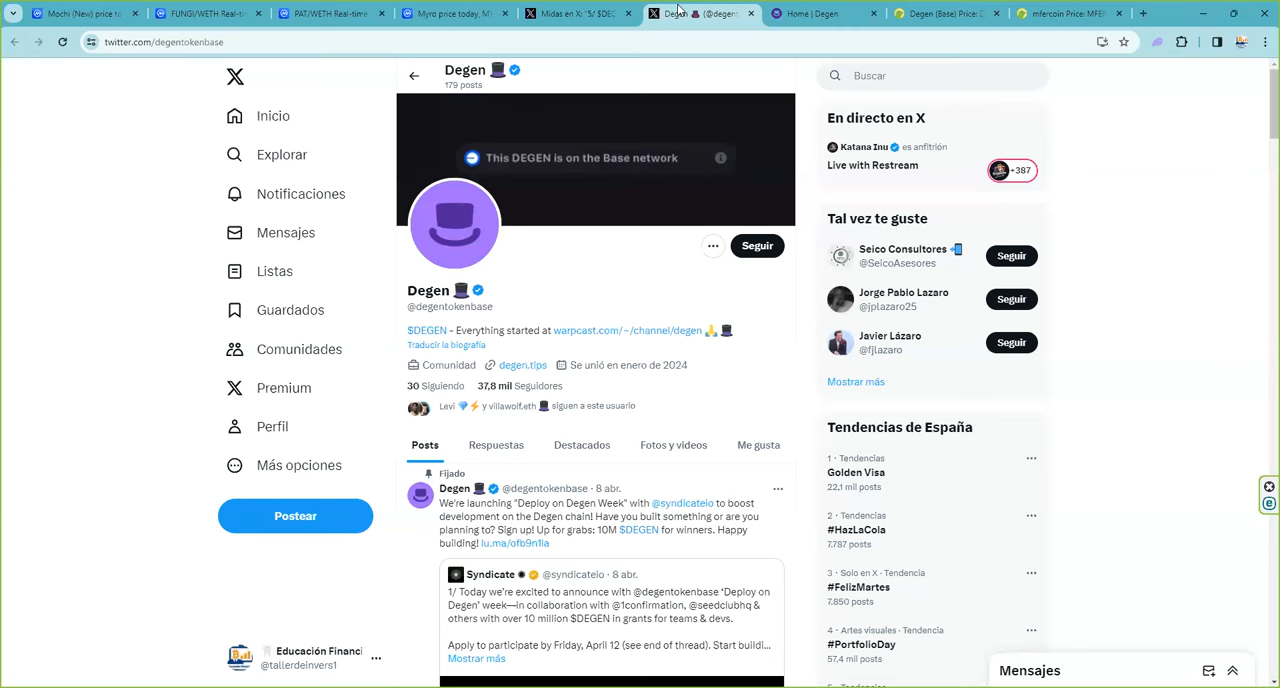 Mochi (New) price to
FUNGI/WETH Real-tim
PAT/WETH Real-time
Myro price today, MY
Midas en X: "5/ $DEC
Degen 🎩 (@degent
Home | Degen
Degen (Base) Price: D
mfercoin Price: MFE
twitter.com/degentokenbase
Degen 🎩
179 posts
Inicio
Explorar
Notificaciones
Mensajes
Listas
Guardados
Comunidades
Premium
Perfil
Más opciones
Postear
Educación Financi
@tallerdeinvers1
This DEGEN is on the Base network
Seguir
Degen 🎩
@degentokenbase
$DEGEN - Everything started at warpcast.com/~/channel/degen 🙏 🎩
Traducir la biografía
Comunidad degen.tips Se unió en enero de 2024
30 Siguiendo 37,8 mil Seguidores
Levi 💎⚡ y villawolf.eth 🎩 siguen a este usuario
Posts Respuestas Destacados Fotos y videos Me gusta
Fijado
Degen 🎩 @degentokenbase · 8 abr.
We're launching "Deploy on Degen Week" with @syndicateio to boost
development on the Degen chain! Have you built something or are you
planning to? Sign up! Up for grabs: 10M $DEGEN for winners. Happy
building! lu.ma/ofb9n1la
Syndicate @syndicateio · 8 abr.
1/ Today we're excited to announce with @degentokenbase 'Deploy on
Degen' week—in collaboration with @1confirmation, @seedclubhq &
others with over 10 million $DEGEN in grants for teams & devs.
Apply to participate by Friday, April 12 (see end of thread). Start buildi...
Mostrar más
Buscar
En directo en X
Katana Inu es anfitrión
Live with Restream
+387
Tal vez te guste
Seico Consultores 📲
@SeicoAsesores
Seguir
Jorge Pablo Lazaro
@jplazaro25
Seguir
Javier Lázaro
@fjlazaro
Seguir
Mostrar más
Tendencias de España
1 · Tendencias
Golden Visa
22,1 mil posts
2 · Tendencias
#HazLaCola
7.787 posts
3 · Solo en X · Tendencia
#FelizMartes
7.850 posts
4 · Artes visuales · Tendencia
#PortfolioDay
57,4 mil posts
Mensajes